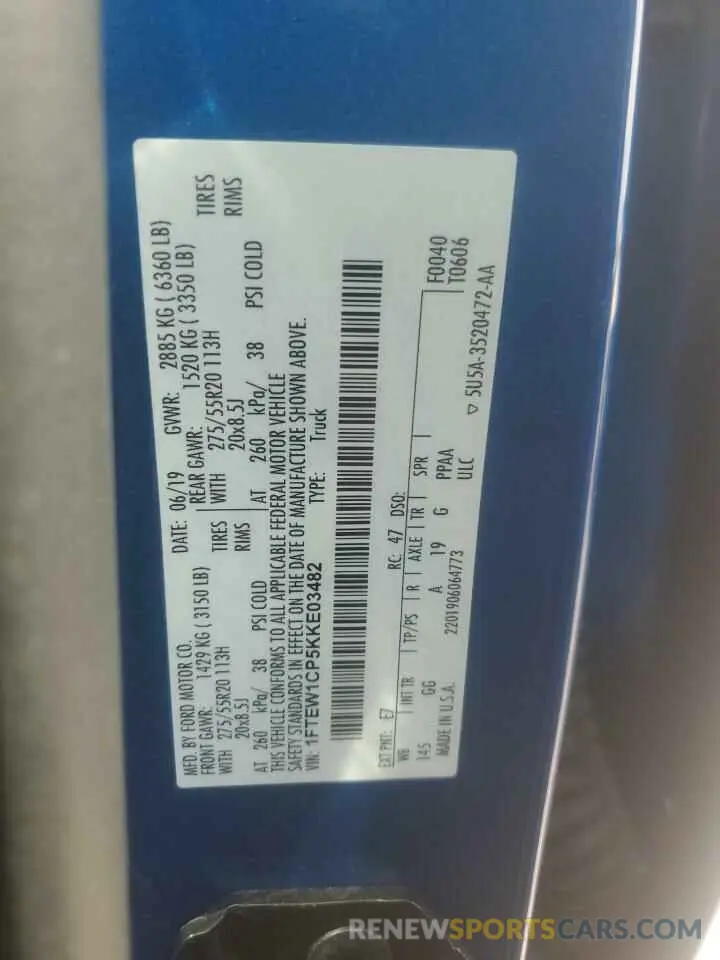 MFD. BY FORD MOTOR CO.
DATE: 06/19 GVWR: 2885 KG ( 6360 LB)
FRONT GAWR: 1429 KG ( 3150 LB) REAR GAWR: 1520 KG ( 3350 LB)
WITH 275/55R20 113H TIRES WITH 275/55R20 113H TIRES
20x8.5J RIMS 20x8.5J RIMS
AT 260 kPa/ 38 PSI COLD AT 260 kPa/ 38 PSI COLD
THIS VEHICLE CONFORMS TO ALL APPLICABLE FEDERAL MOTOR VEHICLE
SAFETY STANDARDS IN EFFECT ON THE DATE OF MANUFACTURE SHOWN ABOVE.
VIN: 1FTEW1CP5KKE03482 TYPE: Truck
EXT PNT: E7 RC: 47 DSO:
WB INT TR TP/PS R AXLE TR SPR
145 GG A 19 G PPAA
F0040
T0606
MADE IN U.S.A. 2201906064773 ULC
▽ 5U5A-3520472-AA
RENEWSPORTSCARS.COM